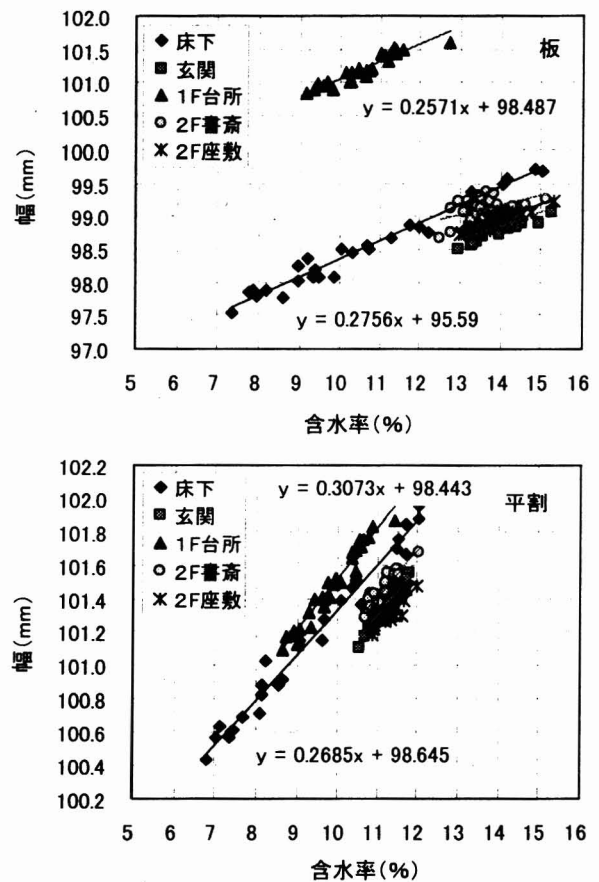 102.0
101.5
101.0
100.5
100.0
99.5
99.0
98.5
98.0
97.5
97.0
幅(mm)
床下
玄関
1F台所
2F書斎
2F座敷
板
y = 0.2571x + 98.487
y = 0.2756x + 95.59
5 6 7 8 9 10 11 12 13 14 15 16
含水率(%)
102.2
102.0
101.8
101.6
101.4
101.2
101.0
100.8
100.6
100.4
100.2
幅(mm)
床下
玄関
1F台所
2F書斎
2F座敷
y = 0.3073x + 98.443
平割
y = 0.2685x + 98.645
5 6 7 8 9 10 11 12 13 14 15 16
含水率(%)